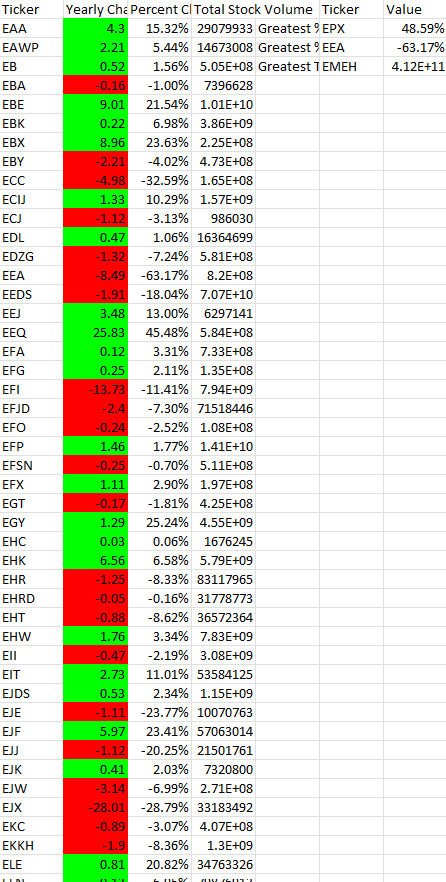 Ticker Yearly Cha Percent Cl Total Stock Volume Ticker Value
EAA 4.3 15.32% 29079933 Greatest % EPX 48.59%
EAWP 2.21 5.44% 14673008 Greatest % EEA -63.17%
EB 0.52 1.56% 5.05E+08 Greatest T EMEH 4.12E+11
EBA -0.16 -1.00% 7396628
EBE 9.01 21.54% 1.01E+10
EBK 0.22 6.98% 3.86E+09
EBX 8.96 23.63% 2.25E+08
EBY -2.21 -4.02% 4.73E+08
ECC -4.98 -32.59% 1.65E+08
ECIJ 1.33 10.29% 1.57E+09
ECJ -1.12 -3.13% 986030
EDL 0.47 1.06% 16364699
EDZG -1.32 -7.24% 5.81E+08
EEA -8.49 -63.17% 8.2E+08
EEDS -1.91 -18.04% 7.07E+10
EEJ 3.48 13.00% 6297141
EEQ 25.83 45.48% 5.84E+08
EFA 0.12 3.31% 7.33E+08
EFG 0.25 2.11% 1.35E+08
EFI -13.73 -11.41% 7.94E+09
EFJD -2.4 -7.30% 71518446
EFO -0.24 -2.52% 1.08E+08
EFP 1.46 1.77% 1.41E+10
EFSN -0.25 -0.70% 5.11E+08
EFX 1.11 2.90% 1.97E+08
EGT -0.17 -1.81% 4.25E+08
EGY 1.29 25.24% 4.55E+09
EHC 0.03 0.06% 1676245
EHK 6.56 6.58% 5.79E+09
EHR -1.25 -8.33% 83117965
EHRD -0.05 -0.16% 31778773
EHT -0.88 -8.62% 36572364
EHW 1.76 3.34% 7.83E+09
EII -0.47 -2.19% 3.08E+09
EIT 2.73 11.01% 53584125
EJDS 0.53 2.34% 1.15E+09
EJE -1.11 -23.77% 10070763
EJF 5.97 23.41% 57063014
EJJ -1.12 -20.25% 21501761
EJK 0.41 2.03% 7320800
EJW -3.14 -6.99% 2.71E+08
EJX -28.01 -28.79% 33183492
EKC -0.89 -3.07% 4.07E+08
EKKH -1.9 -8.36% 1.3E+09
ELE 0.81 20.82% 34763326